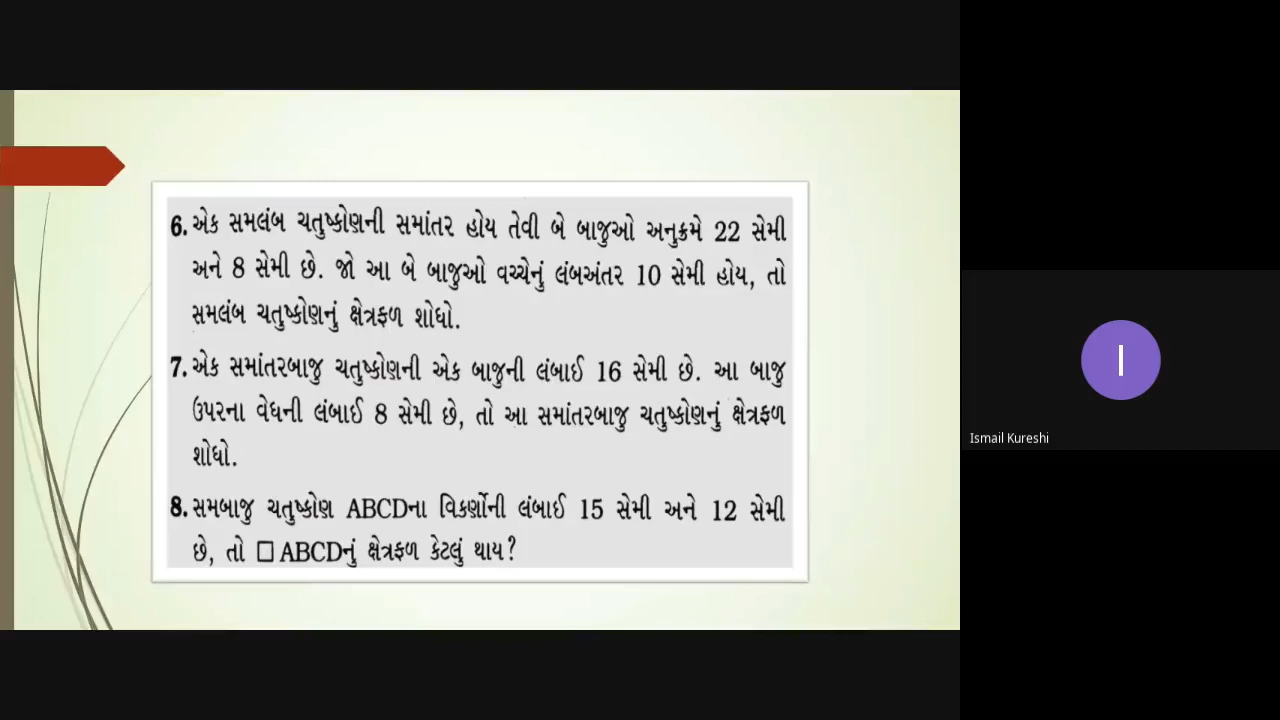 6. એક સમલંબ ચતુષ્કોણની સમાંતર હોય તેવી બે બાજુઓ અનુક્રમે 22 સેમી
અને 8 સેમી છે. જો આ બે બાજુઓ વચ્ચેનું લંબઅંતર 10 સેમી હોય, તો
સમલંબ ચતુષ્કોણનું ક્ષેત્રફળ શોધો.
7. એક સમાંતરબાજુ ચતુષ્કોણની એક બાજુની લંબાઈ 16 સેમી છે. આ બાજુ
ઉપરના વેધની લંબાઈ 8 સેમી છે, તો આ સમાંતરબાજુ ચતુષ્કોણનું ક્ષેત્રફળ
શોધો.
8. સમબાજુ ચતુષ્કોણ ABCDના વિકર્ણોની લંબાઈ 15 સેમી અને 12 સેમી
છે, તો □ ABCDનું ક્ષેત્રફળ કેટલું થાય?
I
Ismail Kureshi